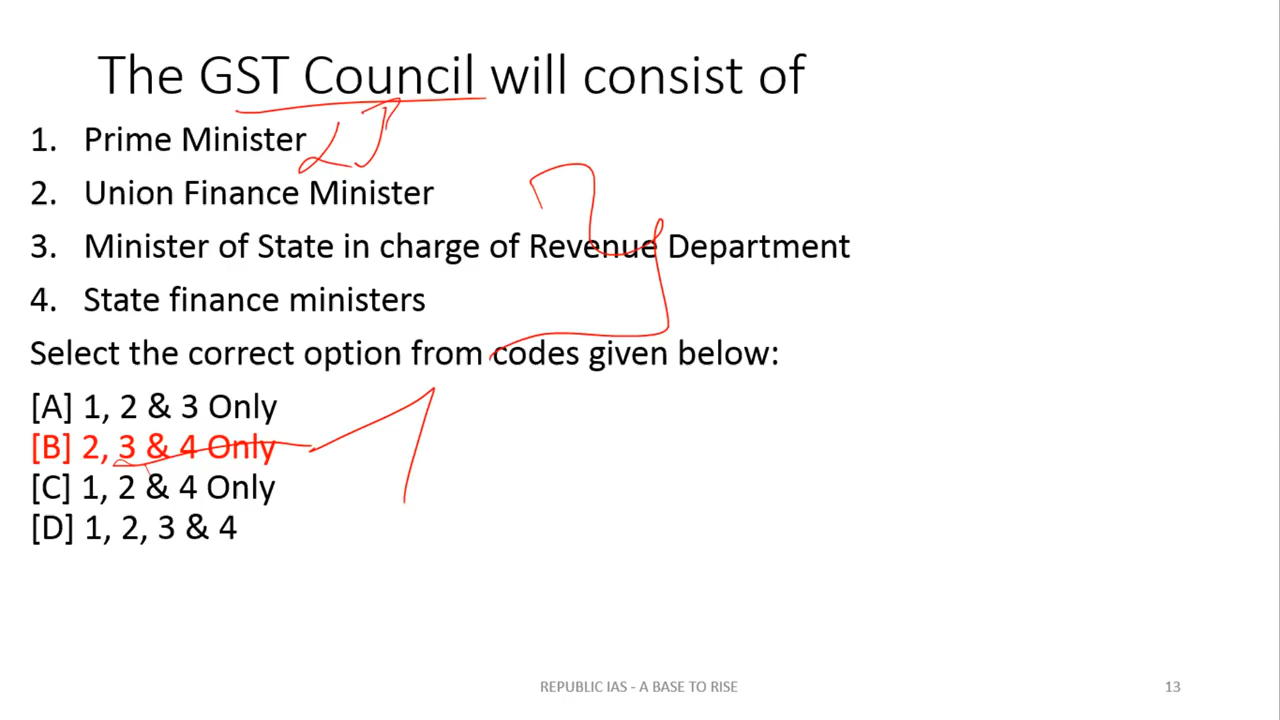 The GST Council will consist of
1. Prime Minister
2. Union Finance Minister
3. Minister of State in charge of Revenue Department
4. State finance ministers
Select the correct option from codes given below:
[A] 1, 2 & 3 Only
[B] 2, 3 & 4 Only
[C] 1, 2 & 4 Only
[D] 1, 2, 3 & 4
REPUBLIC IAS - A BASE TO RISE 13